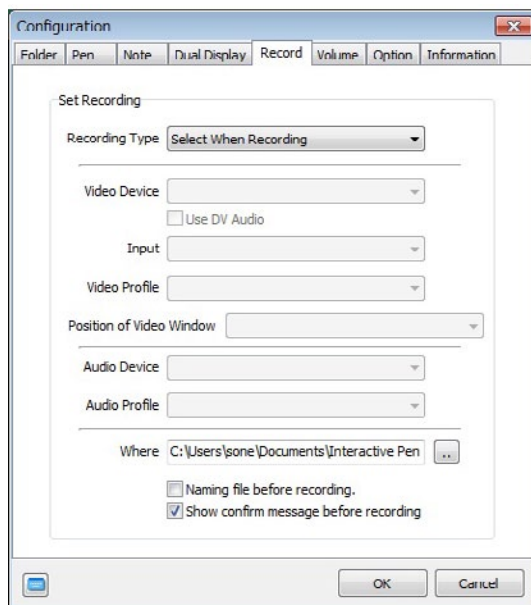 Configuration
Folder Pen Note Dual Display Record Volume Option Information
Set Recording
Recording Type Select When Recording
Video Device
Use DV Audio
Input
Video Profile
Position of Video Window
Audio Device
Audio Profile
Where C:\Users\sone\Documents\Interactive Pen ..
Naming file before recording.
Show confirm message before recording
OK Cancel